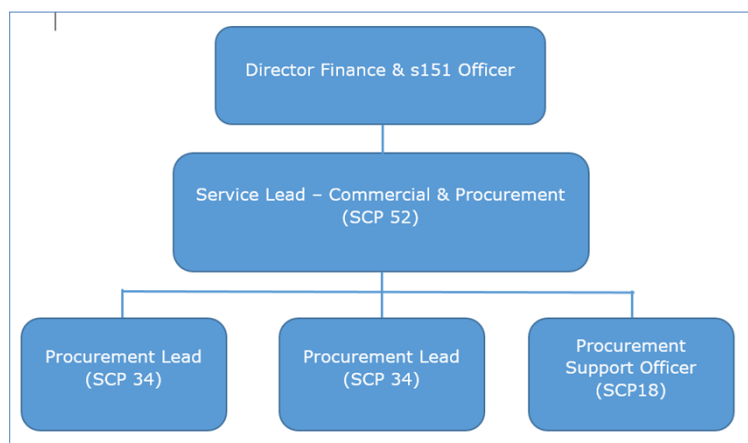 Director Finance & s151 Officer
Service Lead – Commercial & Procurement
(SCP 52)
Procurement Lead
(SCP 34)
Procurement Lead
(SCP 34)
Procurement
Support Officer
(SCP18)